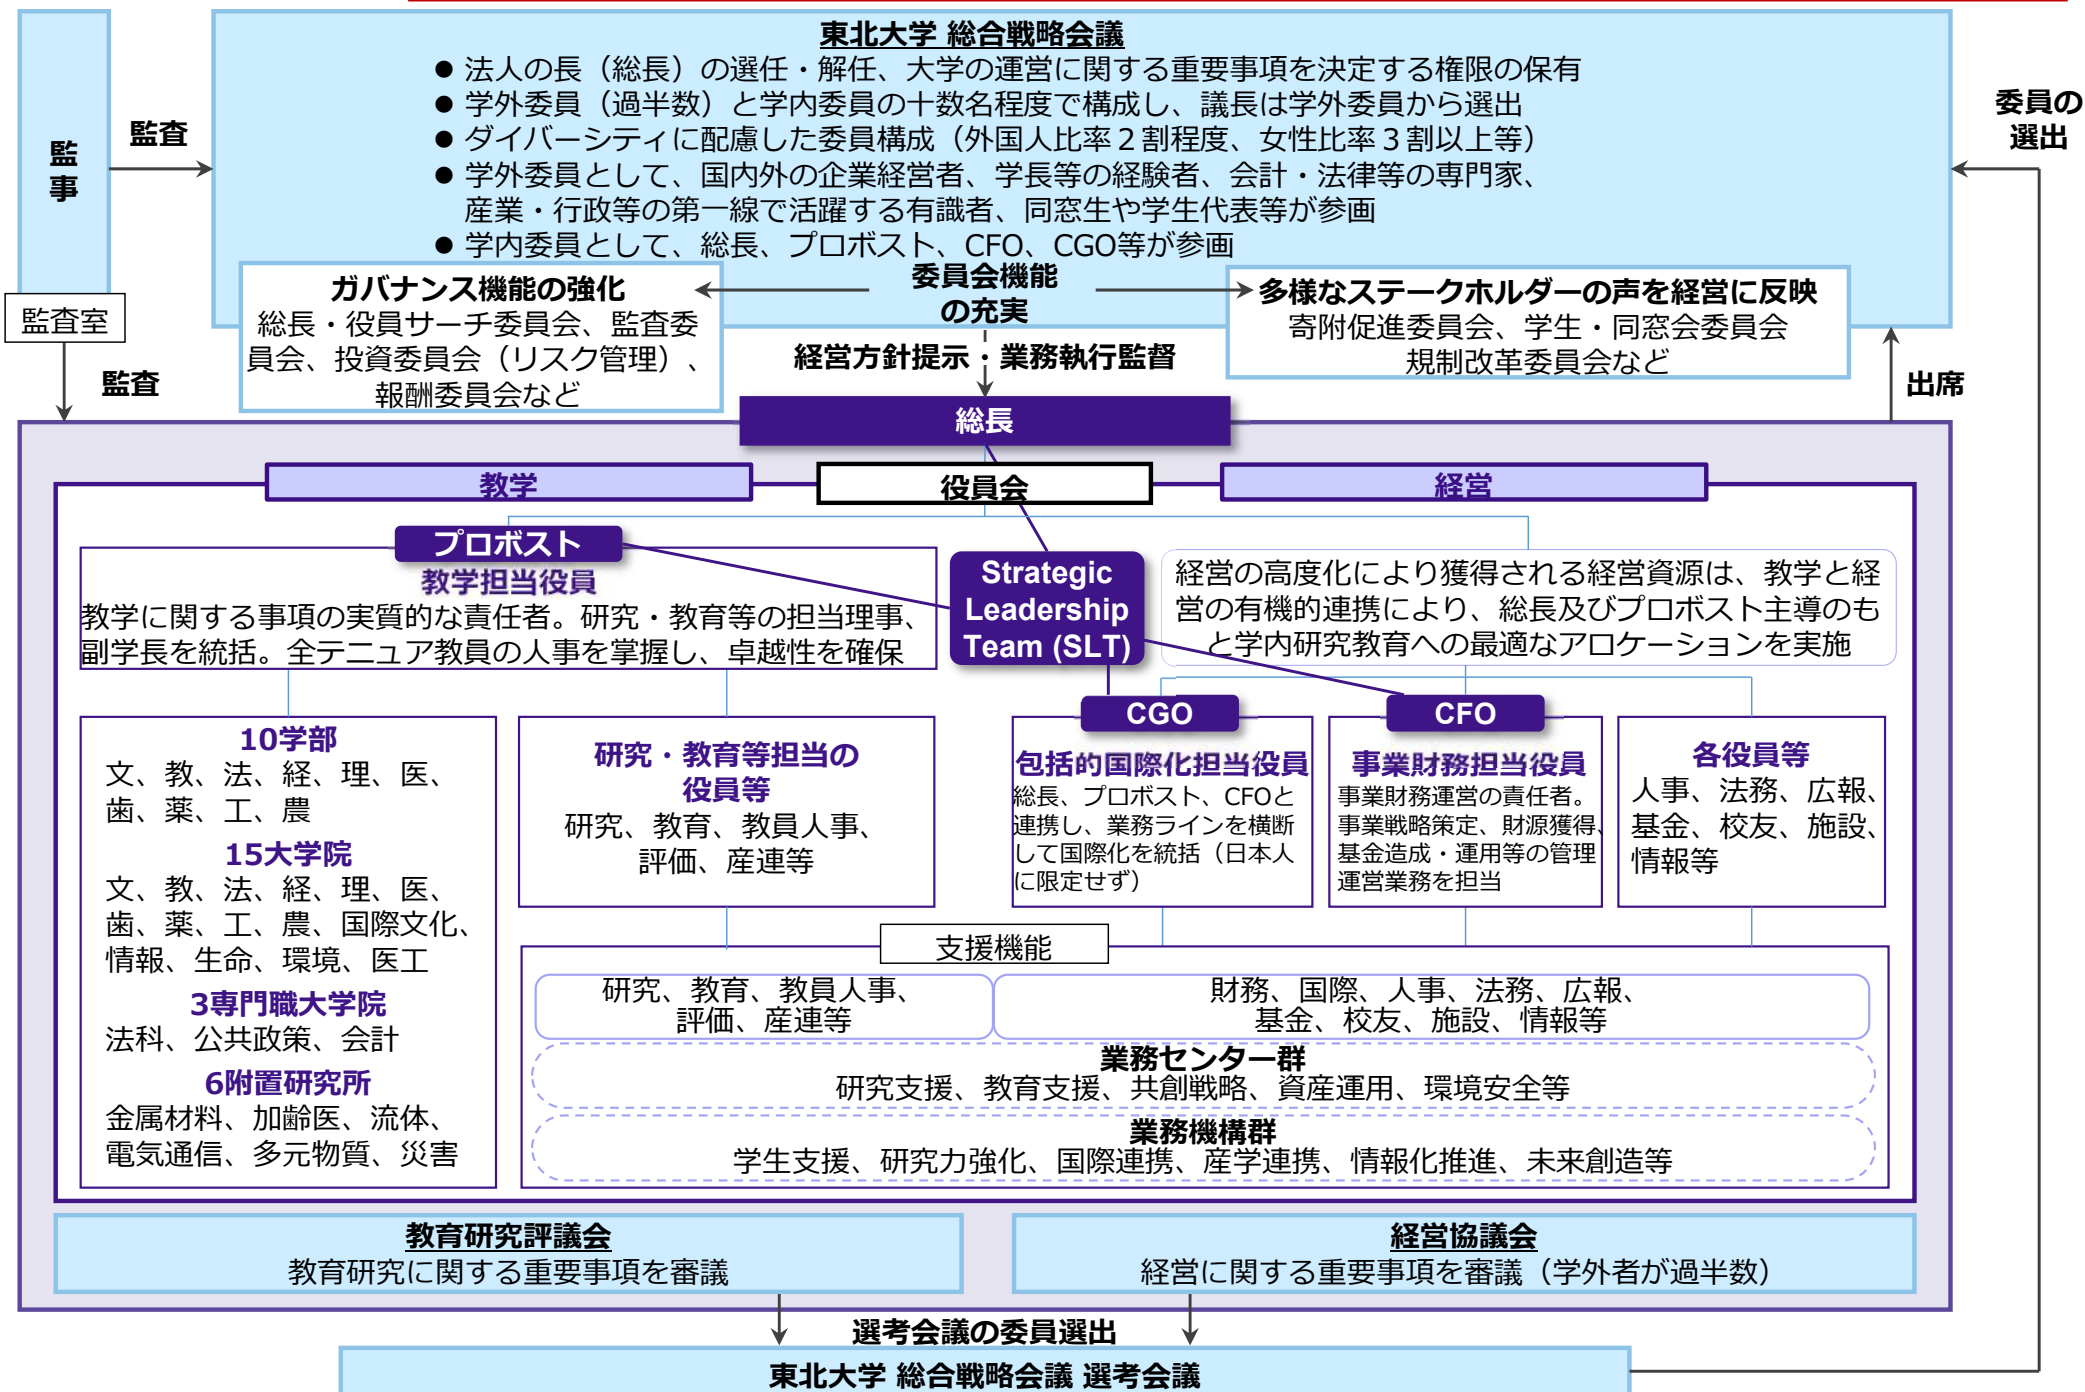 東北大学 総合戦略会議
● 法人の長（総長）の選任・解任、大学の運営に関する重要事項を決定する権限の保有
● 学外委員（過半数）と学内委員の十数名程度で構成し、議長は学外委員から選出
● ダイバーシティに配慮した委員構成（外国人比率２割程度、女性比率３割以上等）
● 学外委員として、国内外の企業経営者、学長等の経験者、会計・法律等の専門家、
産業・行政等の第一線で活躍する有識者、同窓生や学生代表等が参画
● 学内委員として、総長、プロボスト、CFO、CGO等が参画
監
事
監査
委員の
選出
監査室
監査
ガバナンス機能の強化
総長・役員サーチ委員会、監査委
員会、投資委員会（リスク管理）、
報酬委員会など
委員会機能
の充実
多様なステークホルダーの声を経営に反映
寄附促進委員会、学生・同窓会委員会
規制改革委員会など
経営方針提示・業務執行監督
出席
総長
教学
役員会
経営
プロボスト
教学担当役員
教学に関する事項の実質的な責任者。研究・教育等の担当理事、
副学長を統括。全テニュア教員の人事を掌握し、卓越性を確保
Strategic
Leadership
Team (SLT)
経営の高度化により獲得される経営資源は、教学と経
営の有機的連携により、総長及びプロボスト主導のも
と学内研究教育への最適なアロケーションを実施
10学部
文、教、法、経、理、医、
歯、薬、工、農
15大学院
文、教、法、経、理、医、
歯、薬、工、農、国際文化、
情報、生命、環境、医工
3専門職大学院
法科、公共政策、会計
6附置研究所
金属材料、加齢医、流体、
電気通信、多元物質、災害
研究・教育等担当の
役員等
研究、教育、教員人事、
評価、産連等
CGO
包括的国際化担当役員
総長、プロボスト、CFOと
連携し、業務ラインを横断
して国際化を統括（日本人
に限定せず）
CFO
事業財務担当役員
事業財務運営の責任者。
事業戦略策定、財源獲得、
基金造成・運用等の管理
運営業務を担当
各役員等
人事、法務、広報、
基金、校友、施設、
情報等
支援機能
研究、教育、教員人事、
評価、産連等
財務、国際、人事、法務、広報、
基金、校友、施設、情報等
業務センター群
研究支援、教育支援、共創戦略、資産運用、環境安全等
業務機構群
学生支援、研究力強化、国際連携、産学連携、情報化推進、未来創造等
教育研究評議会
教育研究に関する重要事項を審議
経営協議会
経営に関する重要事項を審議（学外者が過半数）
選考会議の委員選出
東北大学 総合戦略会議 選考会議